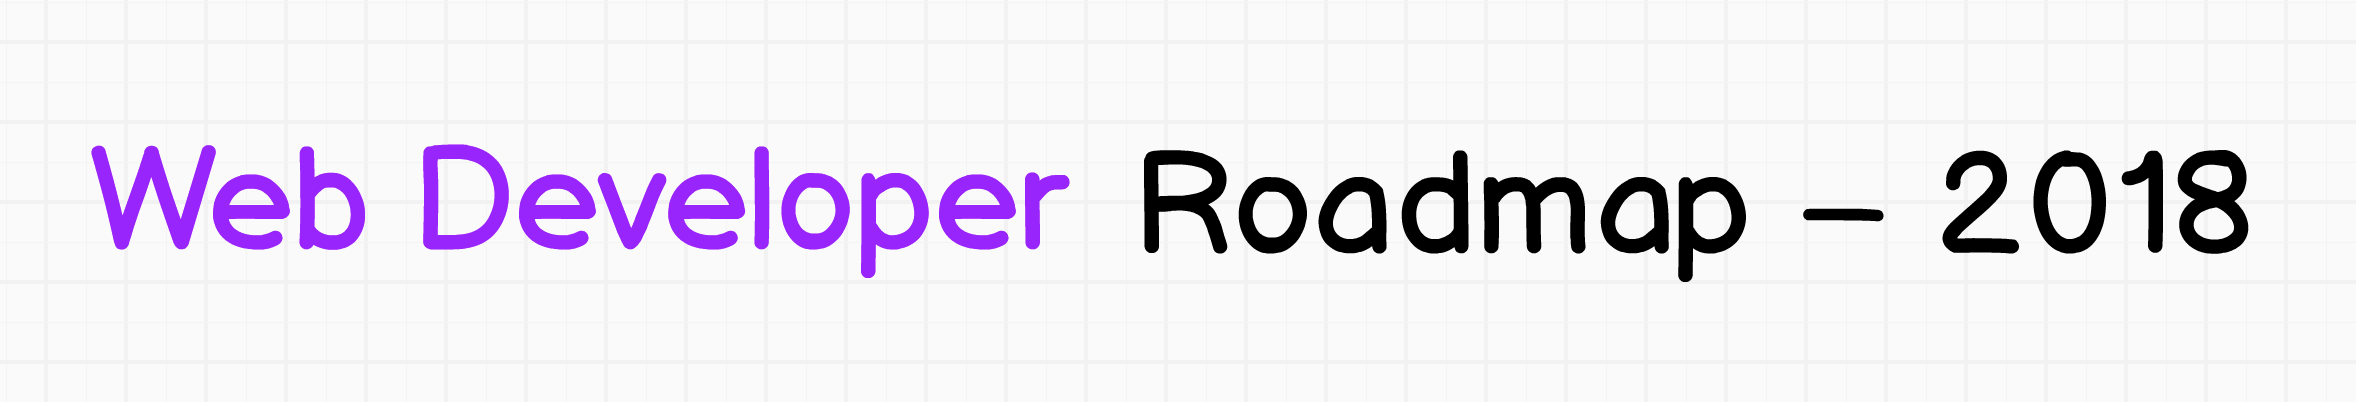 Web Developer Roadmap – 2018